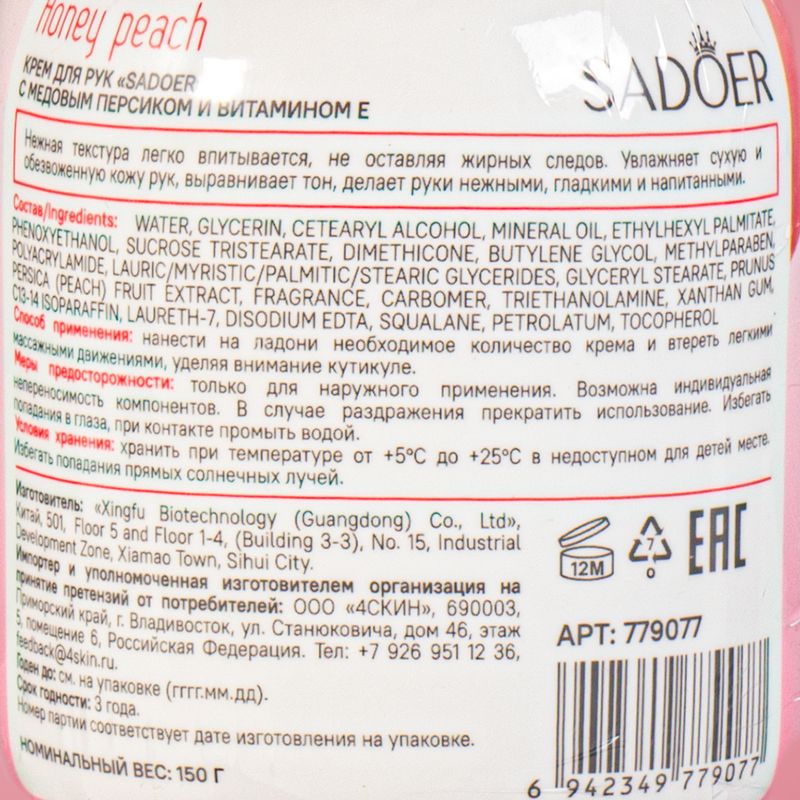 Honey peach
SADOER
КРЕМ ДЛЯ РУК «SADOER
С МЕДОВЫМ ПЕРСИКОМ И ВИТАМИНОМ Е
Нежная текстура легко впитывается, не оставляя жирных следов. Увлажняет сухую и
обезвоженную кожу рук, выравнивает тон, делает руки нежными, гладкими и напитанными.
Состав/Ingredients: WATER, GLYCERIN, CETEARYL ALCOHOL, MINERAL OIL, ETHYLHEXYL PALMITATE,
PHENOXYETHANOL, SUCROSE TRISTEARATE, DIMETHICONE, BUTYLENE GLYCOL, METHYLPARABEN,
POLYACRYLAMIDE, LAURIC/MYRISTIC/PALMITIC/STEARIC GLYCERIDES, GLYCERYL STEARATE, PRUNUS
PERSICA (PEACH) FRUIT EXTRACT, FRAGRANCE, CARBOMER, TRIETHANOLAMINE, XANTHAN GUM,
C13-14 ISOPARAFFIN, LAURETH-7, DISODIUM EDTA, SQUALANE, PETROLATUM, TOCOPHEROL
Способ применения: нанести на ладони необходимое количество крема и втереть легкими
массажными движениями, уделяя внимание кутикуле.
Меры предосторожности: только для наружного применения. Возможна индивидуальная
непереносимость компонентов. В случае раздражения прекратить использование. Избегать
попадания в глаза, при контакте промыть водой.
Условия хранения: хранить при температуре от +5°C до +25°C в недоступном для детей месте.
Избегать попадания прямых солнечных лучей.
Изготовитель: «Xingfu Biotechnology (Guangdong) Co., Ltd»,
Китай, 501, Floor 5 and Floor 1-4, (Building 3-3), No. 15, Industrial
Development Zone, Xiamao Town, Sihui City.
Импортер и уполномоченная изготовителем организация на
принятие претензий от потребителей: ООО «4СКИН», 690003,
Приморский край, г. Владивосток, ул. Станюковича, дом 46, этаж
5, помещение 6, Российская Федерация. Тел: +7 926 951 12 36,
feedback@4skin.ru.
Годен до: см. на упаковке (гггг.мм.дд).
Срок годности: 3 года.
Номер партии соответствует дате изготовления на упаковке.
НОМИНАЛЬНЫЙ ВЕС: 150 Г
12M
7
O
EAC
АРТ: 779077
6 942349 779077